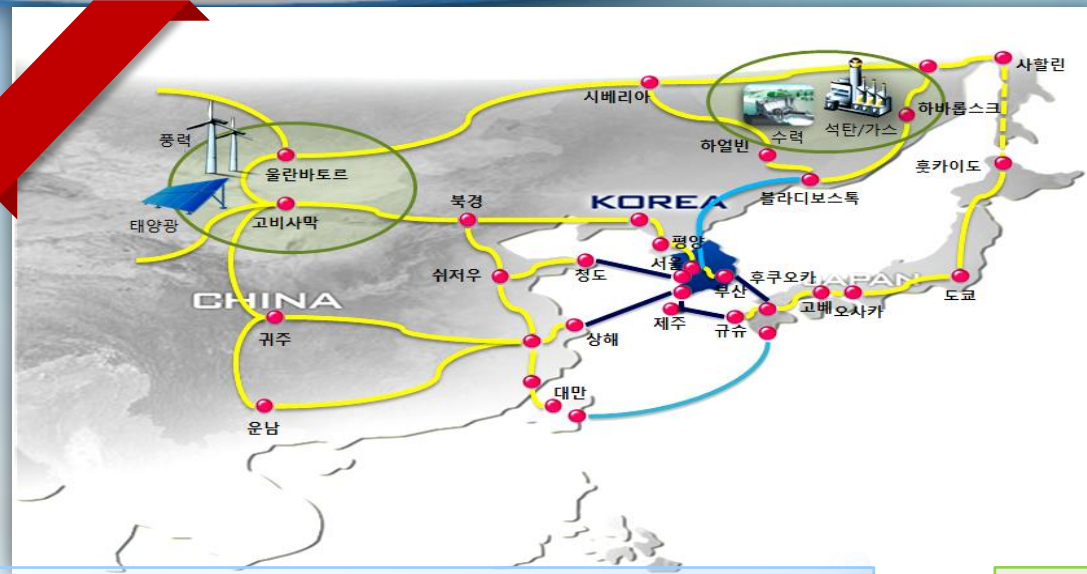 사할린
시베리아
하바롭스크
풍력
수력
석탄/가스
하얼빈
울란바토르
홋카이도
태양광
고비사막
북경
KOREA
블라디보스톡
평양
서울
쉬저우
청도
부산
후쿠오카
JAPAN
CHINA
도쿄
제주
규슈
고베
오사카
귀주
상해
대만
운남